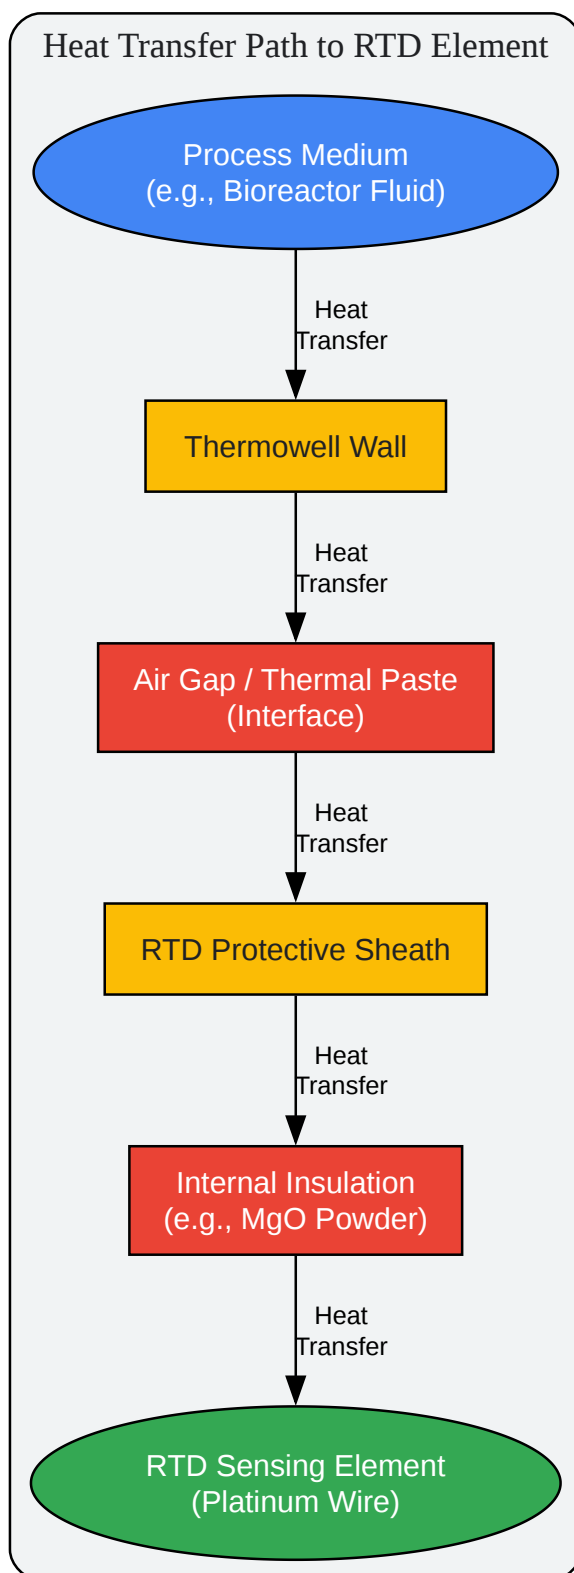 Heat Transfer Path to RTD Element
Process Medium
(e.g., Bioreactor Fluid)
Heat
Transfer
Thermowell Wall
Heat
Transfer
Air Gap / Thermal Paste
(Interface)
Heat
Transfer
RTD Protective Sheath
Heat
Transfer
Internal Insulation
(e.g., MgO Powder)
Heat
Transfer
RTD Sensing Element
(Platinum Wire)